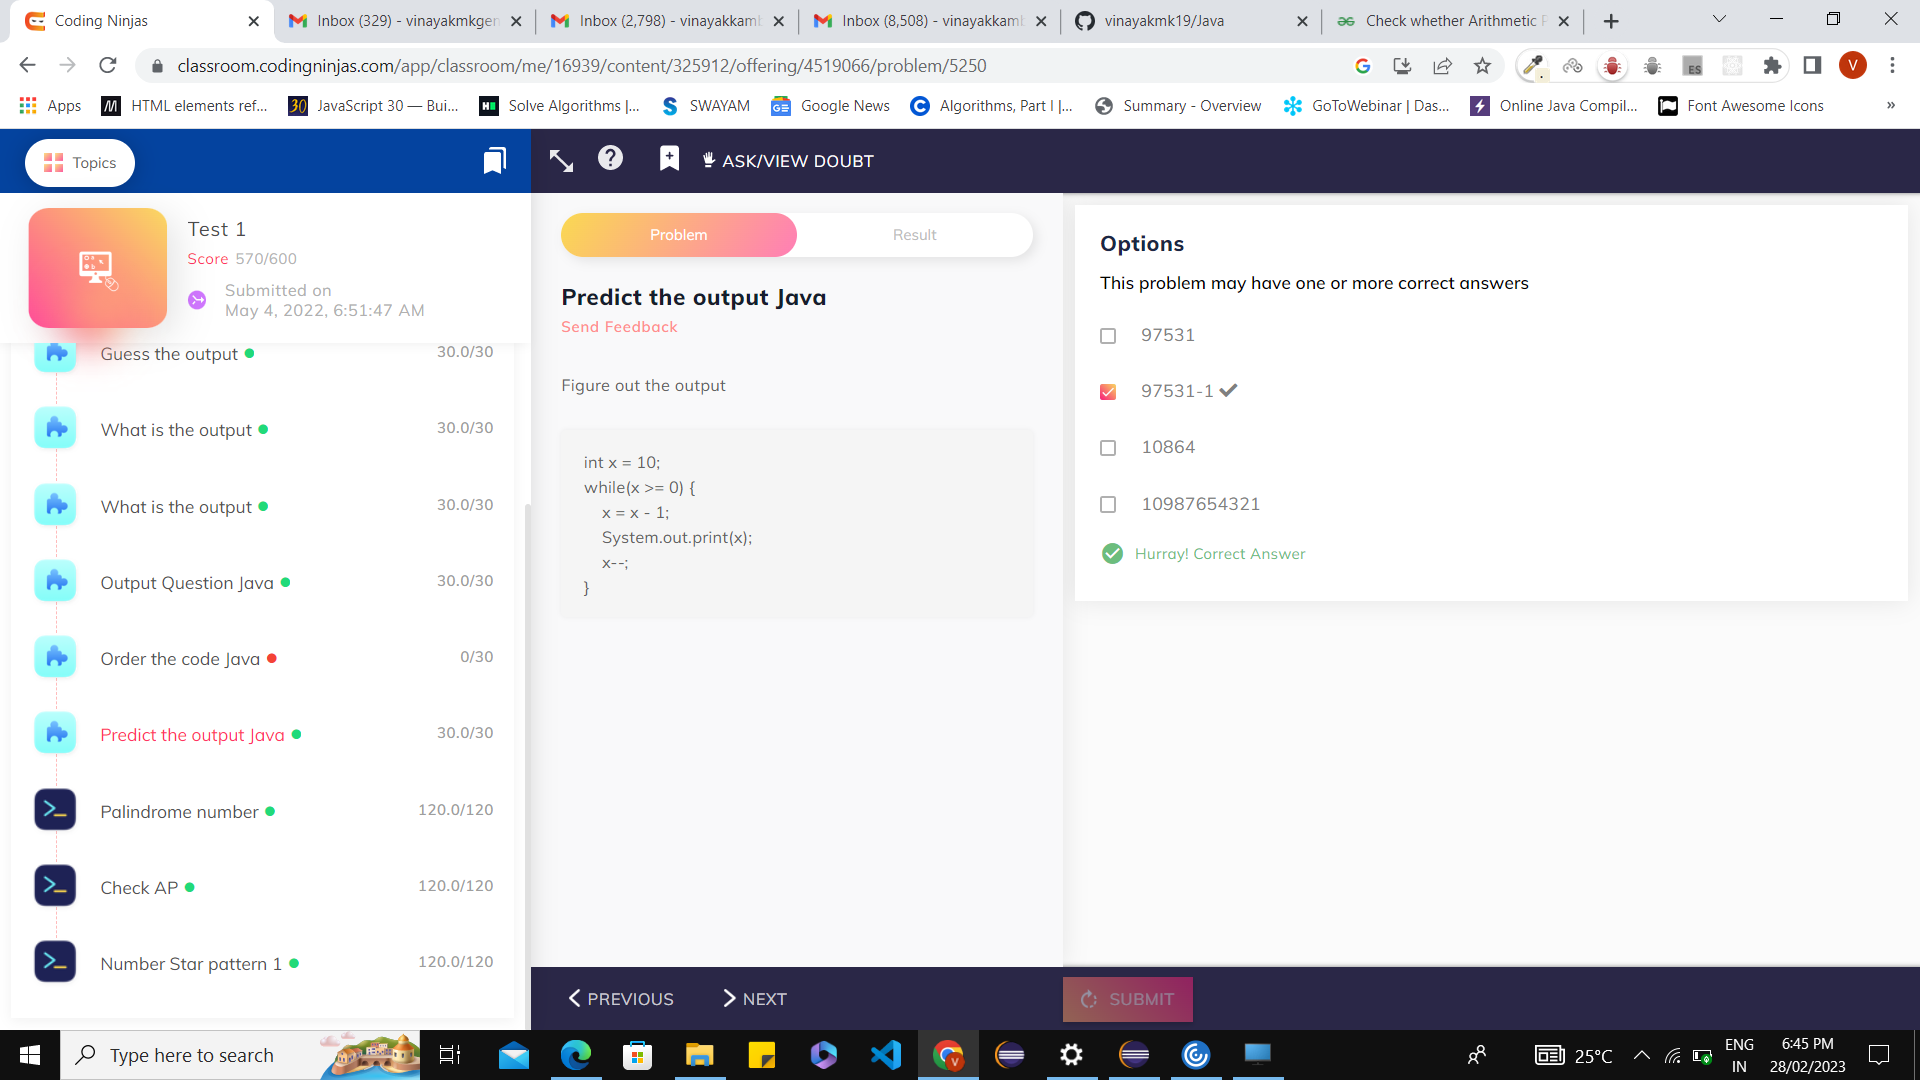 Coding Ninjas
Inbox (329) - vinayakmkgen
Inbox (2,798) - vinayakkamb
Inbox (8,508) - vinayakkamb
vinayakmk19/Java
Check whether Arithmetic P
classroom.codingninjas.com/app/classroom/me/16939/content/325912/offering/4519066/problem/5250
V
Apps
HTML elements ref...
JavaScript 30 — Bui...
Solve Algorithms |...
SWAYAM
Google News
Algorithms, Part I |...
Summary - Overview
GoToWebinar | Das...
Online Java Compil...
Font Awesome Icons
»
Topics
ASK/VIEW DOUBT
Test 1
Score 570/600
Submitted on
May 4, 2022, 6:51:47 AM
Guess the output 30.0/30
What is the output 30.0/30
What is the output 30.0/30
Output Question Java 30.0/30
Order the code Java 0/30
Predict the output Java 30.0/30
Palindrome number 120.0/120
Check AP 120.0/120
Number Star pattern 1 120.0/120
Problem
Result
Predict the output Java
Send Feedback
Figure out the output
int x = 10;
while(x >= 0) {
x = x - 1;
System.out.print(x);
x--;
}
Options
This problem may have one or more correct answers
97531
97531-1
10864
10987654321
Hurray! Correct Answer
PREVIOUS
NEXT
SUBMIT
Type here to search
25°C
ENG
IN
6:45 PM
28/02/2023